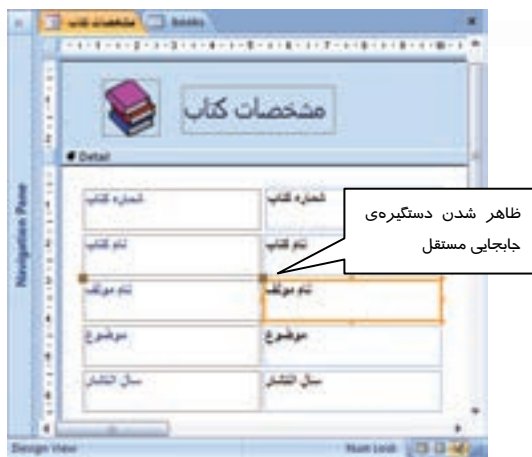 مشخصات کتاب books
مشخصات کتاب
Detail
شماره کتاب شماره کتاب
نام کتاب نام کتاب
نام مولف نام مولف
موضوع موضوع
سال انتشار سال انتشار
ظاهر شدن دستگیره‌ی
جابجایی مستقل
Navigation Pane
Design View Num Lock